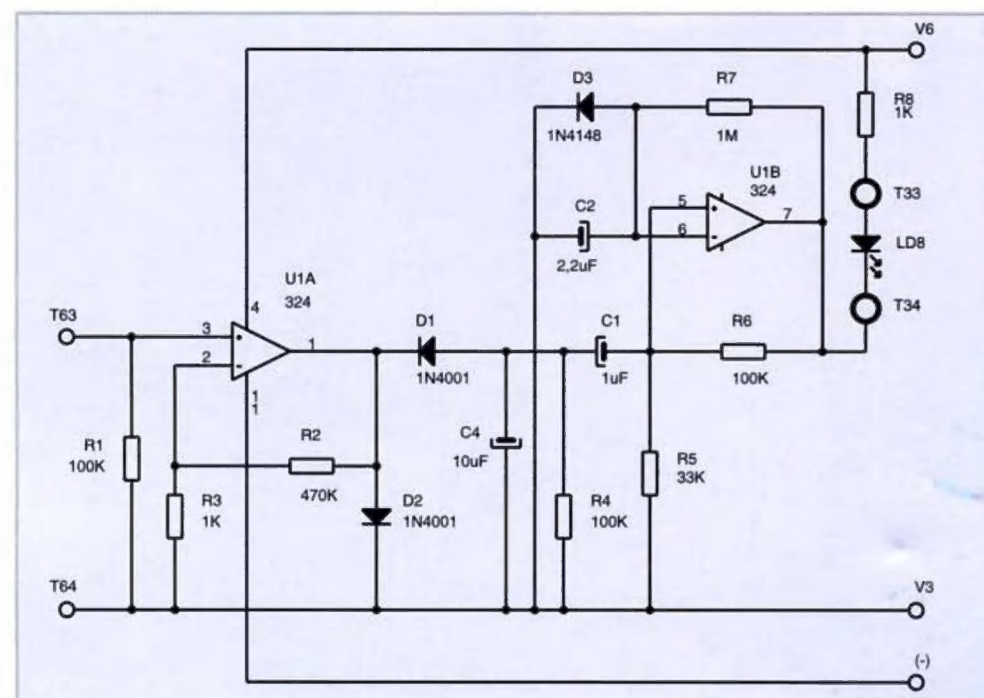 V6
D3
R7
R8
1K
1N4148
1M
U1B
324
T33
5
7
C2
6
LD8
2,2uF
U1A
324
T34
4
T63
3
D1
C1
R6
1
2
1N4001
1uF
100K
1
1
R1
100K
R2
C4
10uF
R5
33K
470K
D2
1N4001
R3
1K
R4
100K
T64
V3
(-)